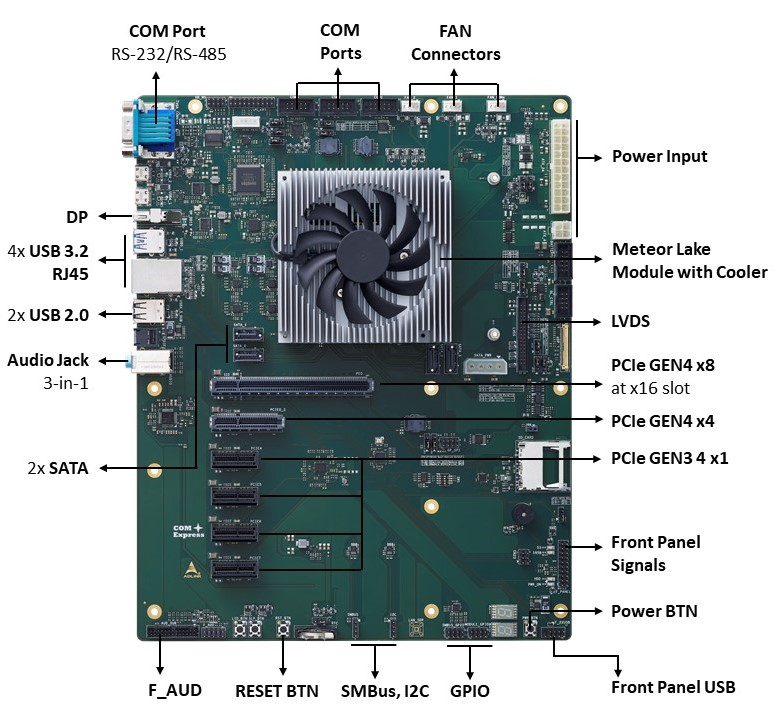 COM Port
RS-232/RS-485
COM
Ports
FAN
Connectors
Power Input
DP
4x USB 3.2
RJ45
Meteor Lake
Module with Cooler
2x USB 2.0
LVDS
Audio Jack
3-in-1
PCIe GEN4 x8
at x16 slot
PCIe GEN4 x4
2x SATA
PCIe GEN3 4 x1
COM
Express
ADLINK
Front Panel
Signals
Power BTN
F_AUD
RESET BTN
SMBus, I2C
GPIO
Front Panel USB